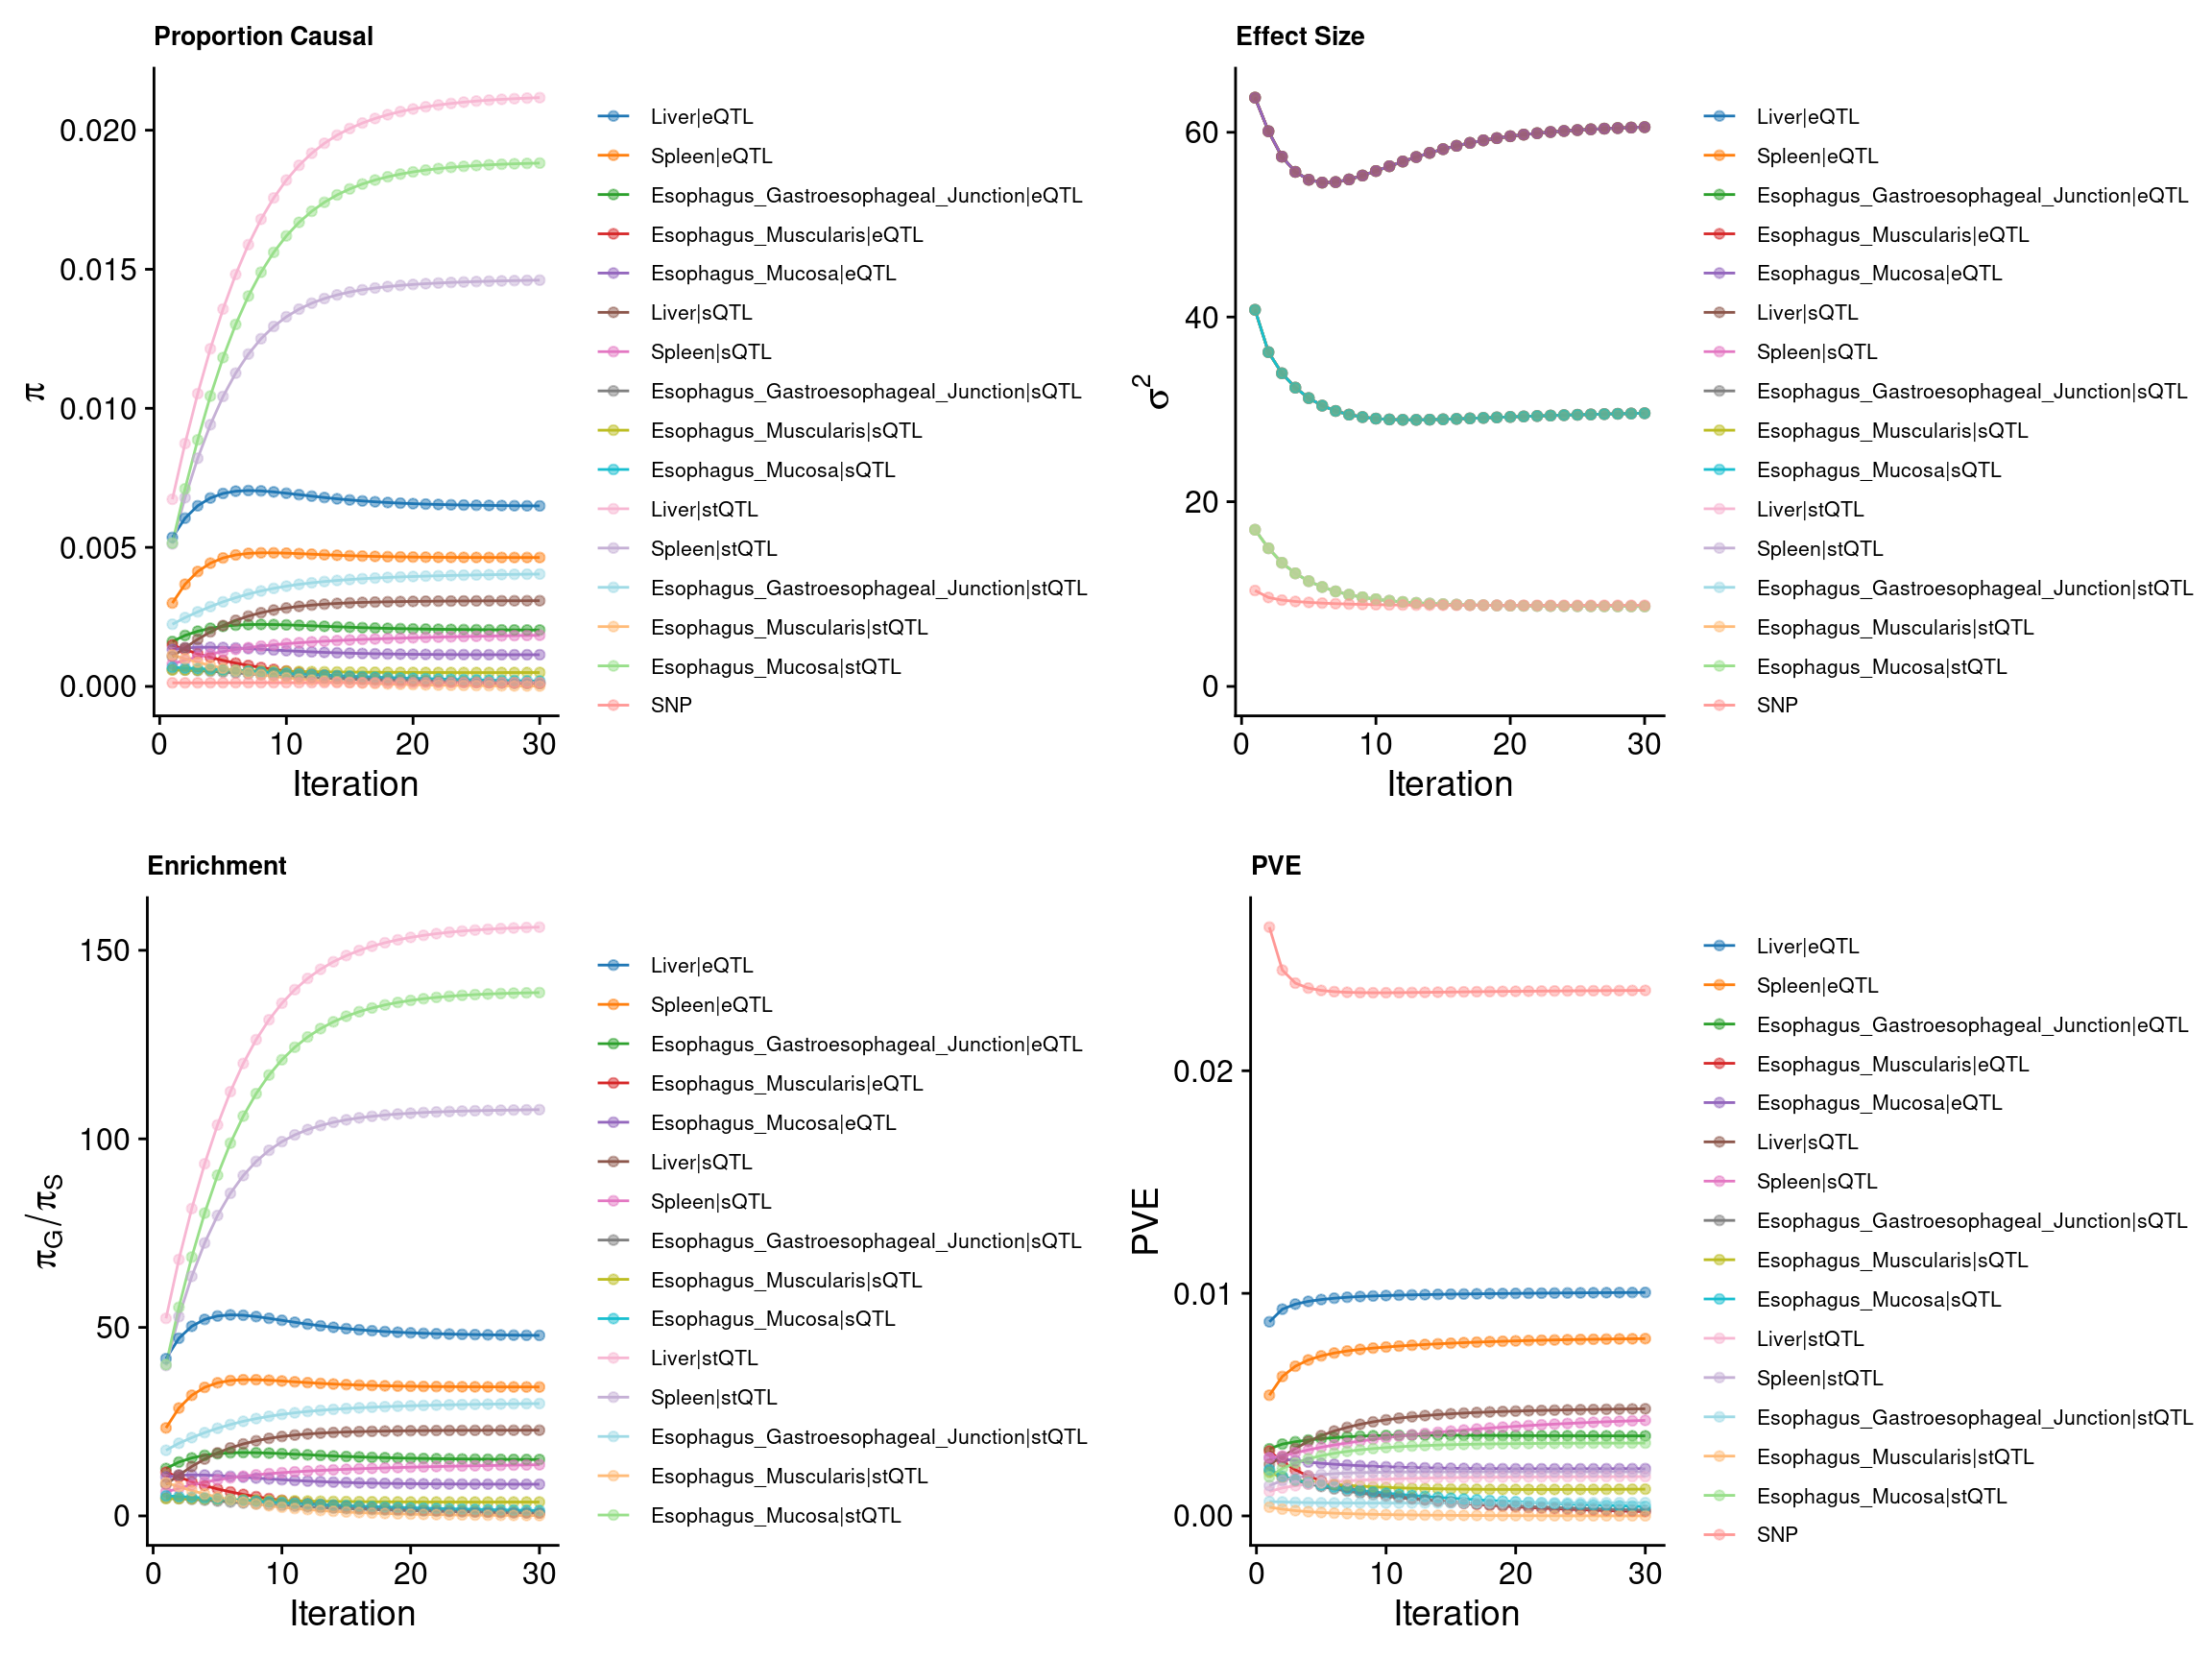 Proportion Causal
π
0.020
0.015
0.010
0.005
0.000
0 10 20 30
Iteration
Liver|eQTL
Spleen|eQTL
Esophagus_Gastroesophageal_Junction|eQTL
Esophagus_Muscularis|eQTL
Esophagus_Mucosa|eQTL
Liver|sQTL
Spleen|sQTL
Esophagus_Gastroesophageal_Junction|sQTL
Esophagus_Muscularis|sQTL
Esophagus_Mucosa|sQTL
Liver|stQTL
Spleen|stQTL
Esophagus_Gastroesophageal_Junction|stQTL
Esophagus_Muscularis|stQTL
Esophagus_Mucosa|stQTL
SNP
Effect Size
σ²
60
40
20
0
0 10 20 30
Iteration
Liver|eQTL
Spleen|eQTL
Esophagus_Gastroesophageal_Junction|eQTL
Esophagus_Muscularis|eQTL
Esophagus_Mucosa|eQTL
Liver|sQTL
Spleen|sQTL
Esophagus_Gastroesophageal_Junction|sQTL
Esophagus_Muscularis|sQTL
Esophagus_Mucosa|sQTL
Liver|stQTL
Spleen|stQTL
Esophagus_Gastroesophageal_Junction|stQTL
Esophagus_Muscularis|stQTL
Esophagus_Mucosa|stQTL
SNP
Enrichment
πG/πS
150
100
50
0
0 10 20 30
Iteration
Liver|eQTL
Spleen|eQTL
Esophagus_Gastroesophageal_Junction|eQTL
Esophagus_Muscularis|eQTL
Esophagus_Mucosa|eQTL
Liver|sQTL
Spleen|sQTL
Esophagus_Gastroesophageal_Junction|sQTL
Esophagus_Muscularis|sQTL
Esophagus_Mucosa|sQTL
Liver|stQTL
Spleen|stQTL
Esophagus_Gastroesophageal_Junction|stQTL
Esophagus_Muscularis|stQTL
Esophagus_Mucosa|stQTL
PVE
PVE
0.02
0.01
0.00
0 10 20 30
Iteration
Liver|eQTL
Spleen|eQTL
Esophagus_Gastroesophageal_Junction|eQTL
Esophagus_Muscularis|eQTL
Esophagus_Mucosa|eQTL
Liver|sQTL
Spleen|sQTL
Esophagus_Gastroesophageal_Junction|sQTL
Esophagus_Muscularis|sQTL
Esophagus_Mucosa|sQTL
Liver|stQTL
Spleen|stQTL
Esophagus_Gastroesophageal_Junction|stQTL
Esophagus_Muscularis|stQTL
Esophagus_Mucosa|stQTL
SNP